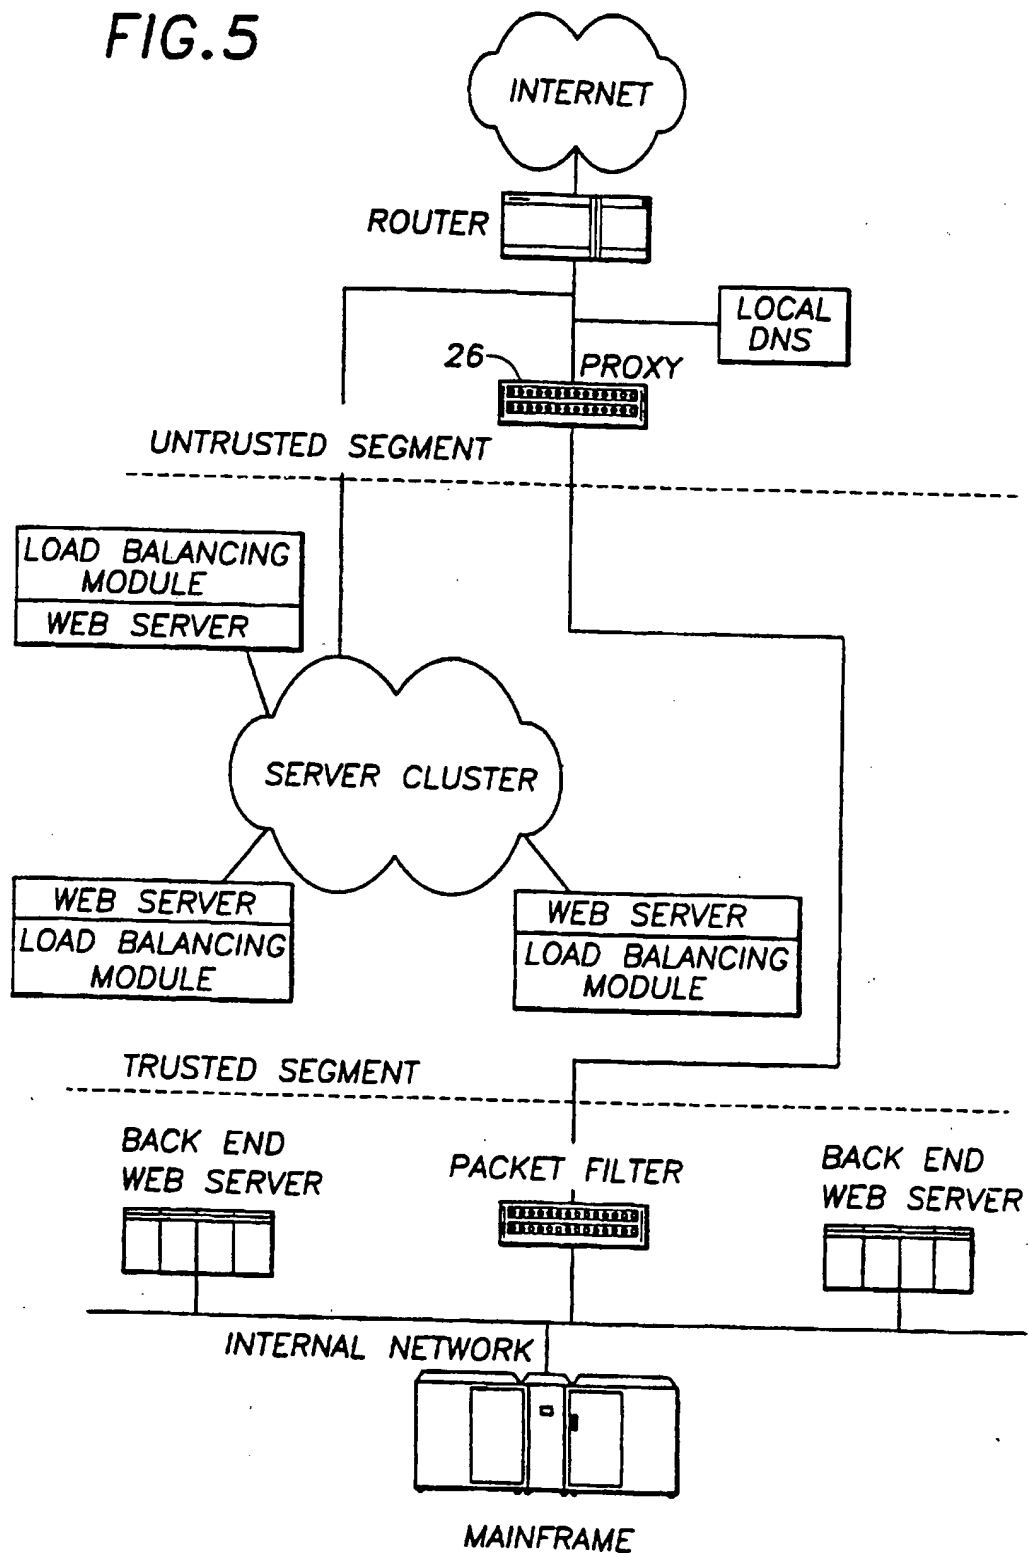 FIG.5
INTERNET
ROUTER
LOCAL
DNS
26
PROXY
UNTRUSTED SEGMENT
LOAD BALANCING
MODULE
WEB SERVER
SERVER CLUSTER
WEB SERVER
LOAD BALANCING
MODULE
WEB SERVER
LOAD BALANCING
MODULE
TRUSTED SEGMENT
BACK END
WEB SERVER
PACKET FILTER
BACK END
WEB SERVER
INTERNAL NETWORK
MAINFRAME